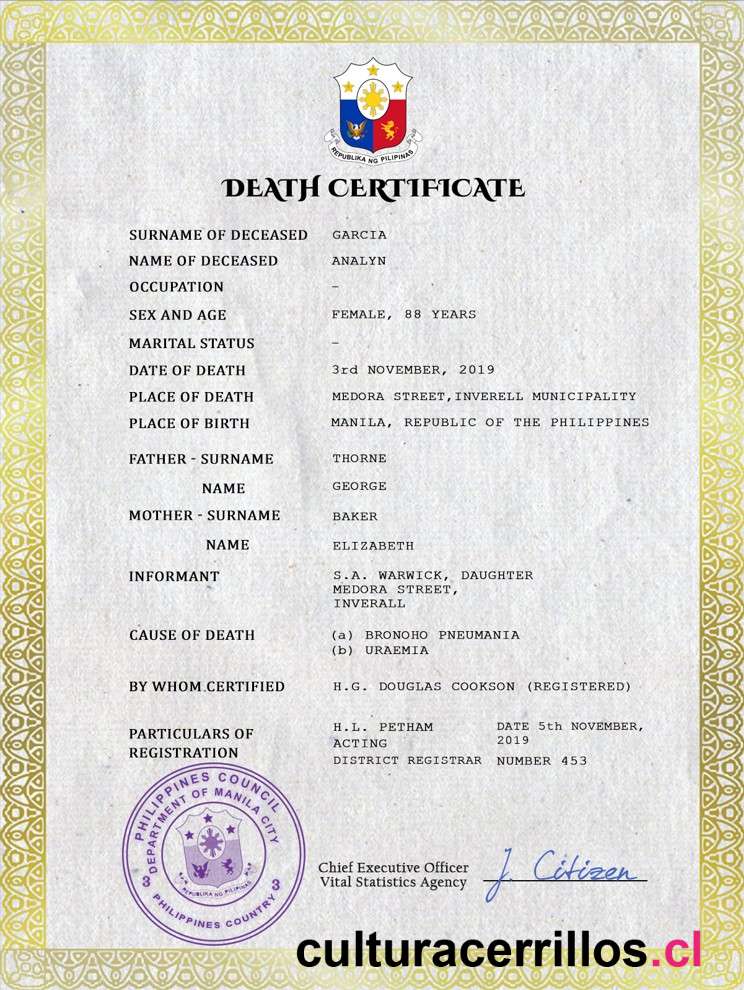 REPUBLIKA NG PILIPINAS
DEATH CERTIFICATE
SURNAME OF DECEASED GARCIA
NAME OF DECEASED ANALYN
OCCUPATION –
SEX AND AGE FEMALE, 88 YEARS
MARITAL STATUS –
DATE OF DEATH 3rd NOVEMBER, 2019
PLACE OF DEATH MEDORA STREET,INVERELL MUNICIPALITY
PLACE OF BIRTH MANILA, REPUBLIC OF THE PHILIPPINES
FATHER - SURNAME THORNE
NAME GEORGE
MOTHER - SURNAME BAKER
NAME ELIZABETH
INFORMANT S.A. WARWICK, DAUGHTER
MEDORA STREET,
INVERALL
CAUSE OF DEATH (a) BRONOHO PNEUMANIA
(b) URAEMIA
BY WHOM CERTIFIED H.G. DOUGLAS COOKSON (REGISTERED)
PARTICULARS OF REGISTRATION
H.L. PETHAM DATE 5th NOVEMBER,
ACTING 2019
DISTRICT REGISTRAR NUMBER 453
PHILIPPINES COUNCIL
DEPARTMENT OF MANILA CITY
REPUBLIKA NG PILIPINAS
3 3
PHILIPPINES COUNTRY
Chief Executive Officer
Vital Statistics Agency
J. Citizen
culturacerrillos.cl